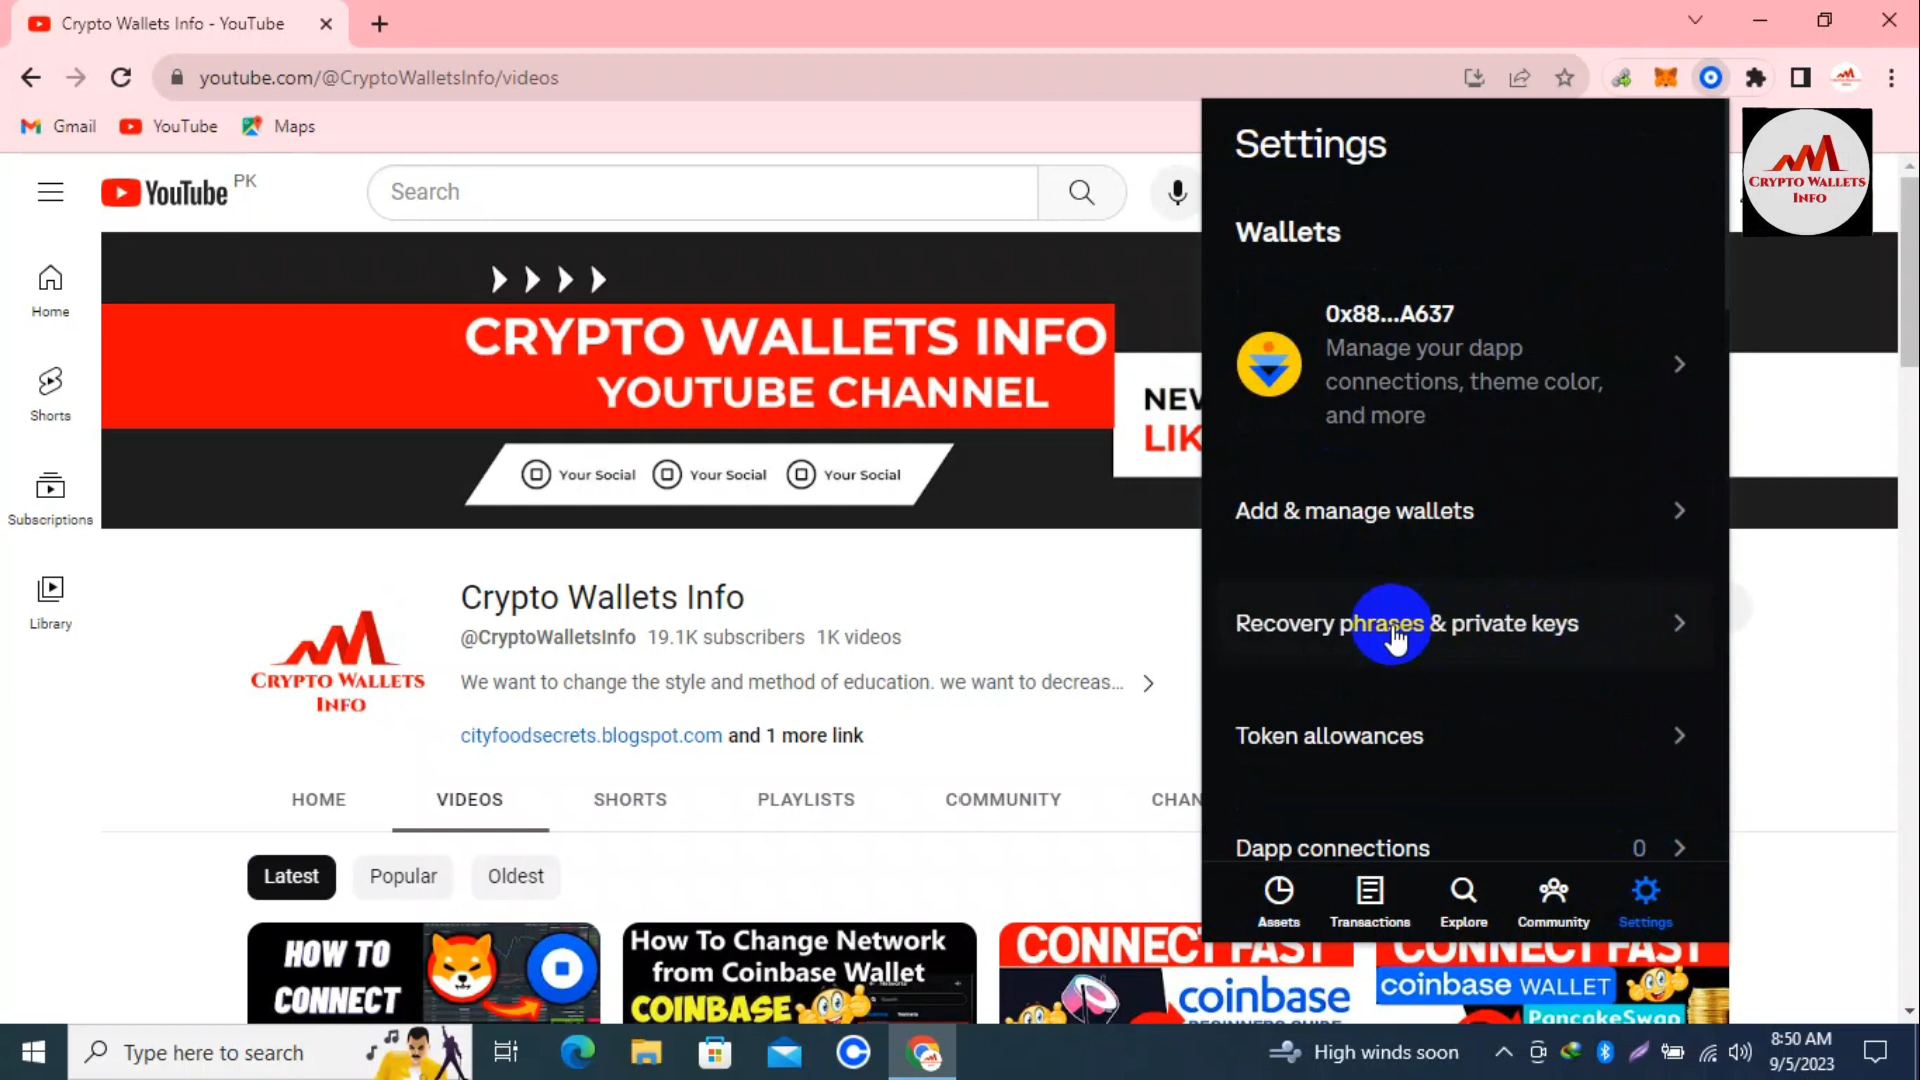 Crypto Wallets Info - YouTube
youtube.com/@CryptoWalletsInfo/videos
Gmail YouTube Maps
YouTube PK
Search
CRYPTO WALLETS INFO
YOUTUBE CHANNEL
LIK
Your Social Your Social Your Social
Home
Shorts
Subscriptions
Library
CRYPTO WALLETS
INFO
Crypto Wallets Info
@CryptoWalletsInfo 19.1K subscribers 1K videos
We want to change the style and method of education. we want to decreas...
cityfoodsecrets.blogspot.com and 1 more link
HOME VIDEOS SHORTS PLAYLISTS COMMUNITY CHAN
Latest Popular Oldest
HOW TO
CONNECT
How To Change Network
from Coinbase Wallet
COINBASE
CONNECT FAST
coinbase
CONNECT FAST
coinbase WALLET
PancakeSwap
Settings
Wallets
0x88...A637
Manage your dapp
connections, theme color,
and more
Add & manage wallets
Recovery phrases & private keys
Token allowances
Dapp connections 0
Assets Transactions Explore Community Settings
CRYPTO WALLETS
INFO
Type here to search
High winds soon
8:50 AM
9/5/2023